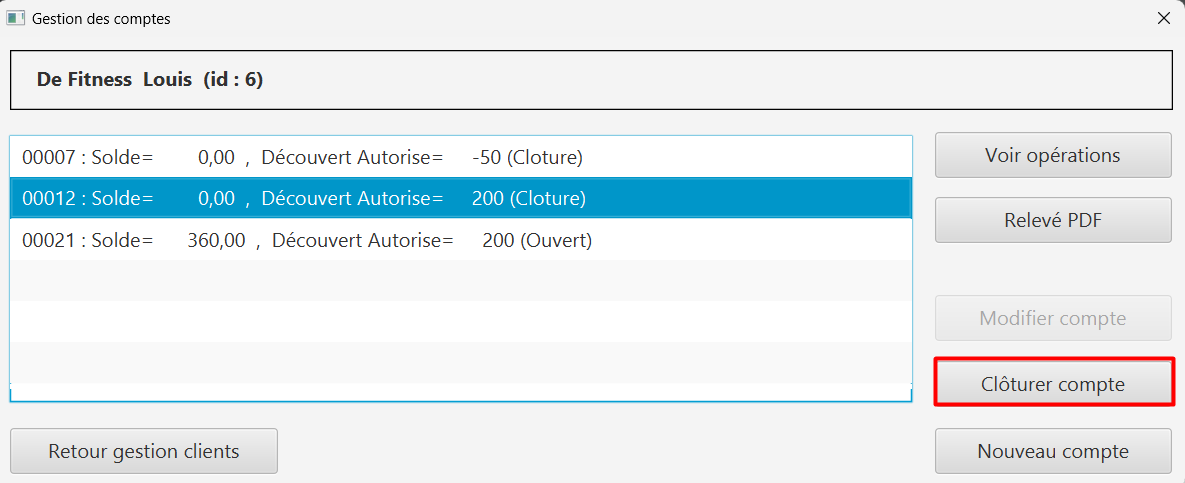 Gestion des comptes
De Fitness Louis (id : 6)
00007 : Solde= 0,00 , Découvert Autorise= -50 (Cloture)
00012 : Solde= 0,00 , Découvert Autorise= 200 (Cloture)
00021 : Solde= 360,00 , Découvert Autorise= 200 (Ouvert)
Voir opérations
Relevé PDF
Modifier compte
Clôturer compte
Retour gestion clients
Nouveau compte